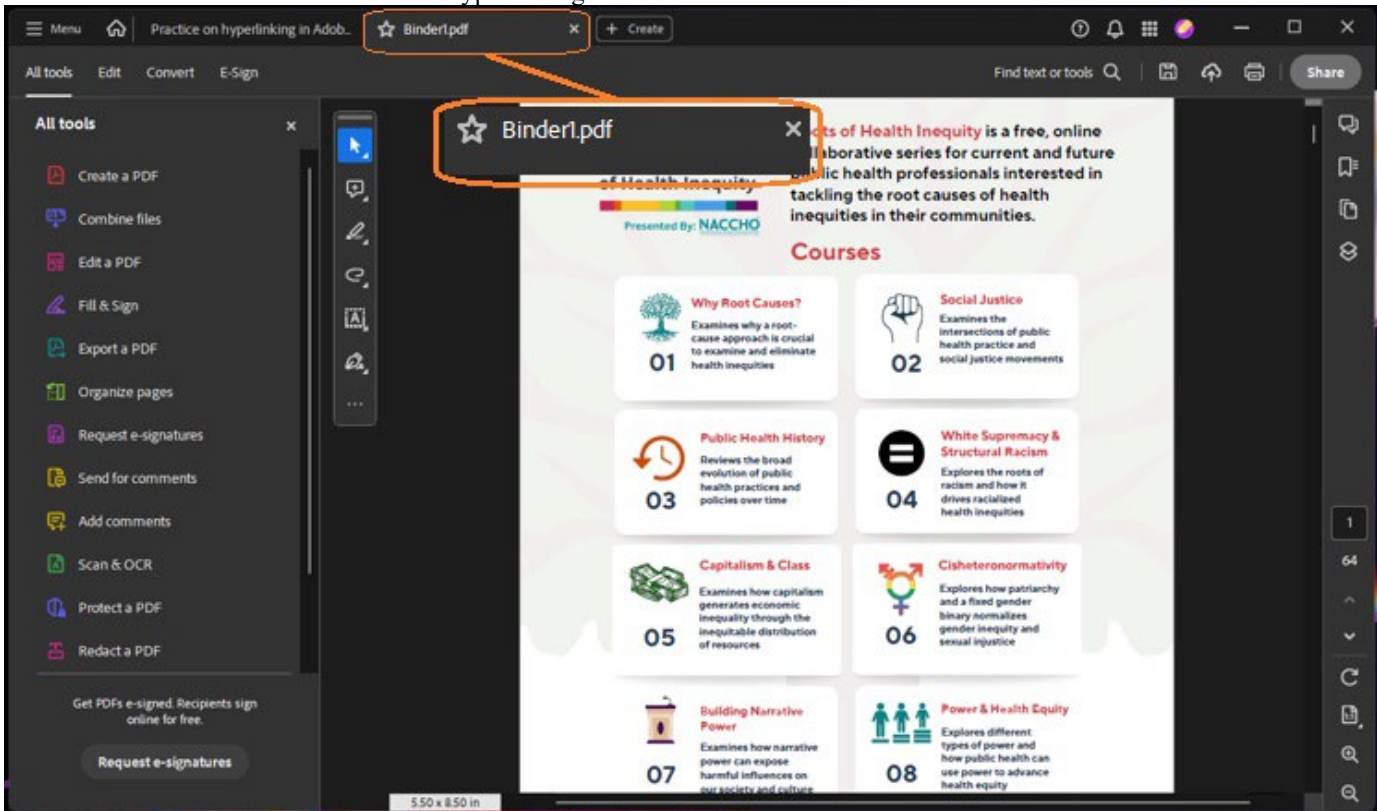 Menu
Practice on hyperlinking in Adob..
Binder1.pdf
Create
All tools
Edit
Convert
E-Sign
Find text or tools
Share
All tools
Create a PDF
Combine files
Edit a PDF
Fill & Sign
Export a PDF
Organize pages
Request e-signatures
Send for comments
Add comments
Scan & OCR
Protect a PDF
Redact a PDF
Get PDFs e-signed. Recipients sign
online for free.
Request e-signatures
Binder1.pdf
of Health Inequity
Presented By: NACCHO
of Health Inequity is a free, online
series for current and future
health professionals interested in
tackling the root causes of health
inequities in their communities.
Courses
01
Why Root Causes?
Examines why a root-
cause approach is crucial
to examine and eliminate
health inequities
02
Social Justice
Examines the
intersections of public
health practice and
social justice movements
03
Public Health History
Reviews the broad
evolution of public
health practices and
policies over time
04
White Supremacy &
Structural Racism
Explores the roots of
racism and how it
drives racialized
health inequities
05
Capitalism & Class
Examines how capitalism
generates economic
inequality through the
inequitable distribution
of resources
06
Cisheteronormativity
Explores how patriarchy
and a fixed gender
binary normalizes
gender inequity and
sexual injustice
07
Building Narrative
Power
Examines how narrative
power can expose
harmful influences on
our society and culture
08
Power & Health Equity
Explores different
types of power and
how public health can
use power to advance
health equity
1
64
5.50 x 8.50 in